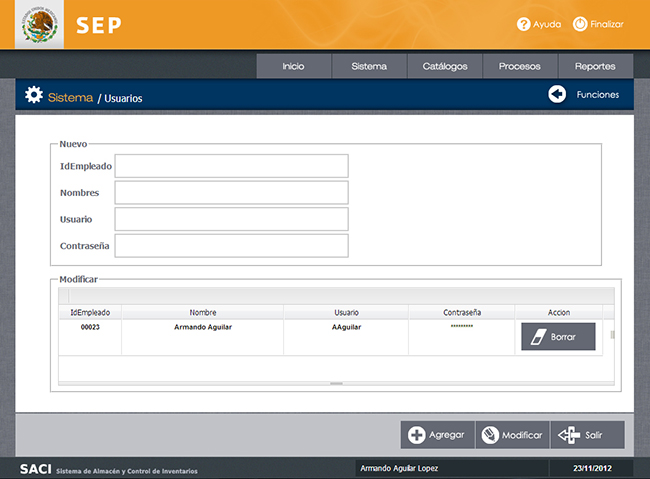 SEP
Ayuda
Finalizar
Inicio
Sistema
Catálogos
Procesos
Reportes
Sistema / Usuarios
Funciones
Nuevo
IdEmpleado
Nombres
Usuario
Contraseña
Modificar
IdEmpleado Nombre Usuario Contraseña Accion
00023 Armando Aguilar AAguilar ********* Borrar
Agregar
Modificar
Salir
SACI Sistema de Almacén y Control de Inventarios
Armando Aguilar Lopez
23/11/2012